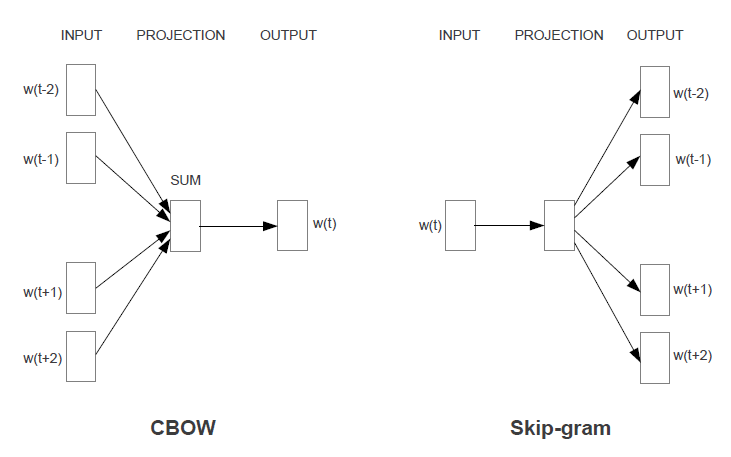 INPUT PROJECTION OUTPUT
w(t-2)
w(t-1)
SUM
w(t)
w(t+1)
w(t+2)
CBOW
INPUT PROJECTION OUTPUT
w(t-2)
w(t-1)
w(t)
w(t+1)
w(t+2)
Skip-gram